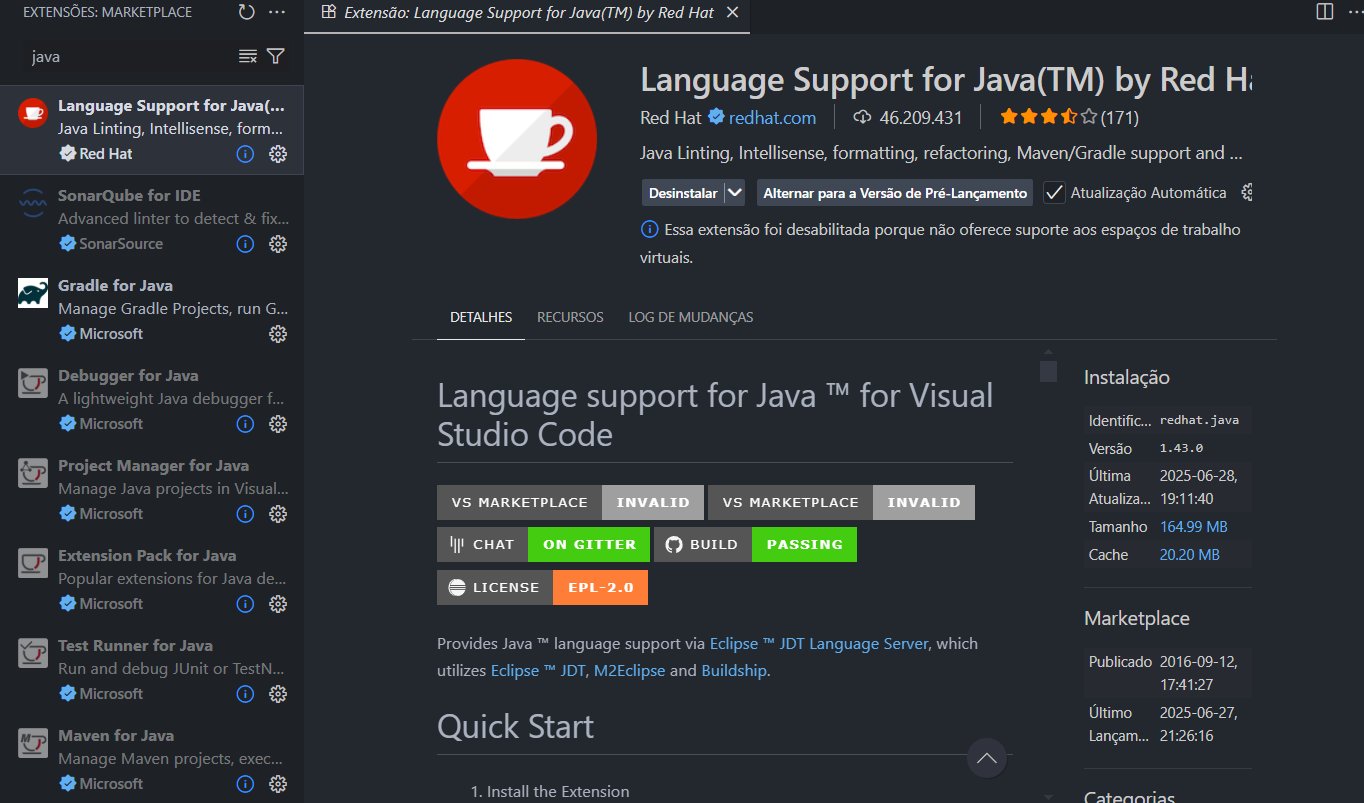 EXTENSÕES: MARKETPLACE
java
Language Support for Java(...
Java Linting, Intellisense, form...
Red Hat
SonarQube for IDE
Advanced linter to detect & fix...
SonarSource
Gradle for Java
Manage Gradle Projects, run G...
Microsoft
Debugger for Java
A lightweight Java debugger f...
Microsoft
Project Manager for Java
Manage Java projects in Visual...
Microsoft
Extension Pack for Java
Popular extensions for Java de...
Microsoft
Test Runner for Java
Run and debug JUnit or TestN...
Microsoft
Maven for Java
Manage Maven projects, exec...
Microsoft
Extensão: Language Support for Java(TM) by Red Hat
Language Support for Java(TM) by Red Ha
Red Hat redhat.com 46.209.431 (171)
Java Linting, Intellisense, formatting, refactoring, Maven/Gradle support and ...
Desinstalar Alternar para a Versão de Pré-Lançamento Atualização Automática
Essa extensão foi desabilitada porque não oferece suporte aos espaços de trabalho
virtuais.
DETALHES RECURSOS LOG DE MUDANÇAS
Language support for Java ™ for Visual
Studio Code
VS MARKETPLACE INVALID VS MARKETPLACE INVALID
CHAT ON GITTER BUILD PASSING
LICENSE EPL-2.0
Provides Java ™ language support via Eclipse ™ JDT Language Server, which
utilizes Eclipse ™ JDT, M2Eclipse and Buildship.
Quick Start
1. Install the Extension
Instalação
Identific... redhat.java
Versão 1.43.0
Última 2025-06-28,
Atualiza... 19:11:40
Tamanho 164.99 MB
Cache 20.20 MB
Marketplace
Publicado 2016-09-12,
17:41:27
Último 2025-06-27,
Lançam... 21:26:16
Categorias